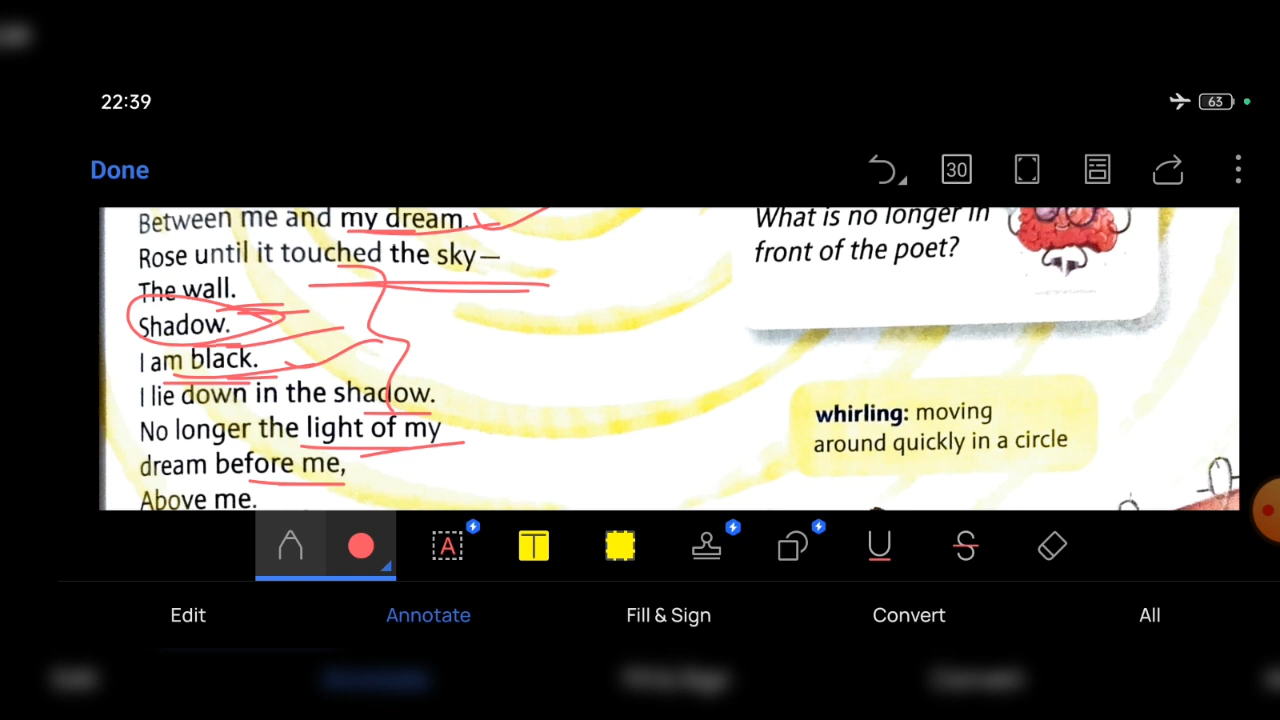 22:39
63
Done
30
Between me and my dream.
Rose until it touched the sky—
The wall.
Shadow.
I am black.
I lie down in the shadow.
No longer the light of my
dream before me,
Above me.
What is no longer in
front of the poet?
whirling: moving
around quickly in a circle
A
T
U
S
Edit
Annotate
Fill & Sign
Convert
All